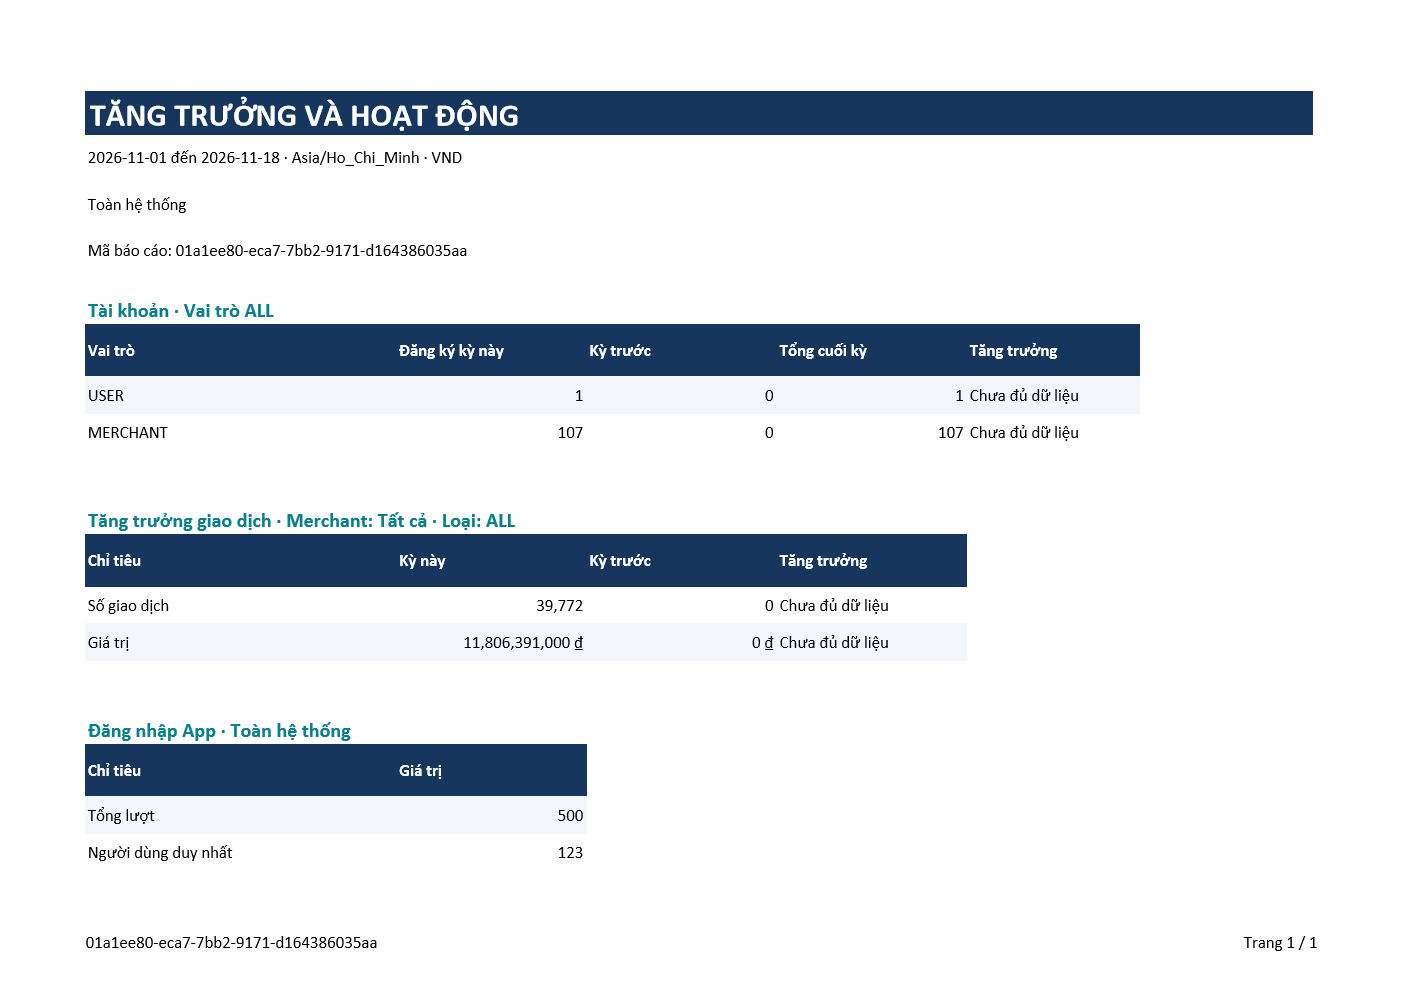 TĂNG TRƯỞNG VÀ HOẠT ĐỘNG
2026-11-01 đến 2026-11-18 · Asia/Ho_Chi_Minh · VND
Toàn hệ thống
Mã báo cáo: 01a1ee80-eca7-7bb2-9171-d164386035aa
Tài khoản · Vai trò ALL
Vai trò Đăng ký kỳ này Kỳ trước Tổng cuối kỳ Tăng trưởng
USER 1 0 1 Chưa đủ dữ liệu
MERCHANT 107 0 107 Chưa đủ dữ liệu
Tăng trưởng giao dịch · Merchant: Tất cả · Loại: ALL
Chỉ tiêu Kỳ này Kỳ trước Tăng trưởng
Số giao dịch 39,772 0 Chưa đủ dữ liệu
Giá trị 11,806,391,000 ₫ 0 ₫ Chưa đủ dữ liệu
Đăng nhập App · Toàn hệ thống
Chỉ tiêu Giá trị
Tổng lượt 500
Người dùng duy nhất 123
01a1ee80-eca7-7bb2-9171-d164386035aa Trang 1 / 1